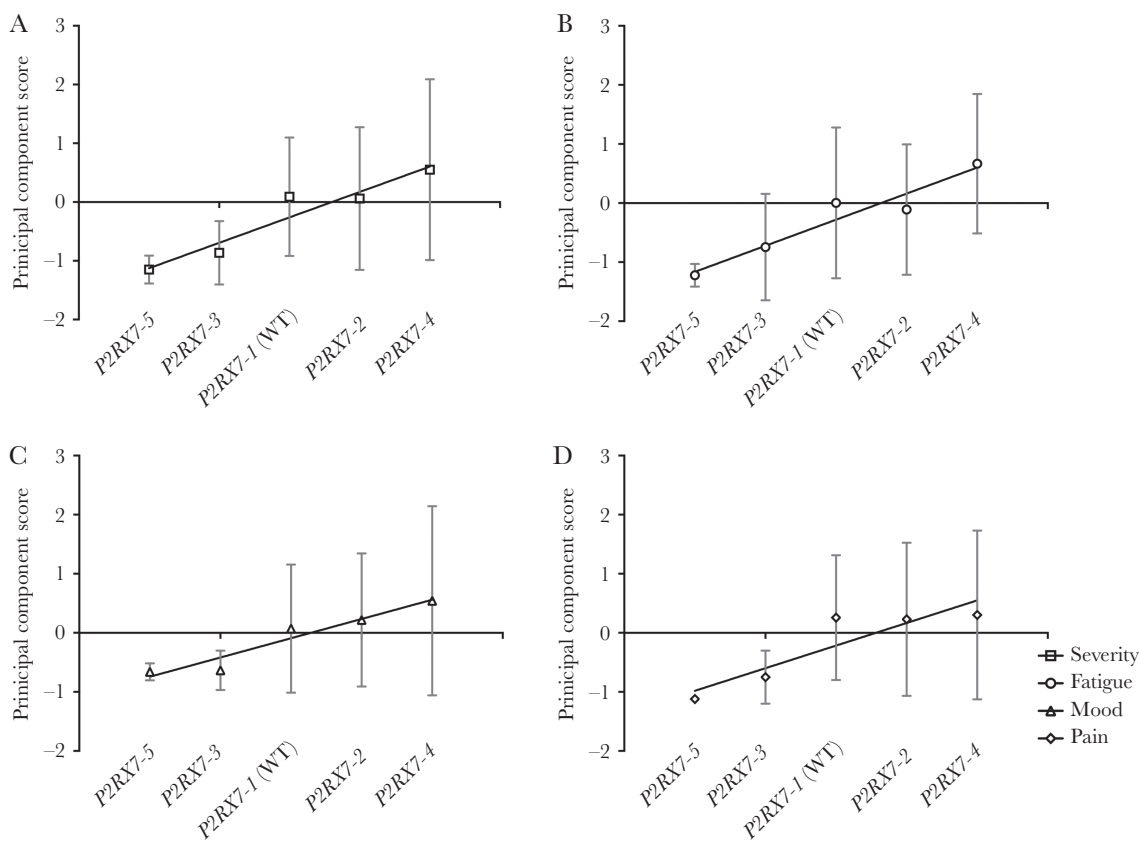 A
Prinicipal component score
3
2
1
0
–1
–2
P2RX7-5
P2RX7-3
P2RX7-1 (WT)
P2RX7-2
P2RX7-4
B
Prinicipal component score
3
2
1
0
–1
–2
P2RX7-5
P2RX7-3
P2RX7-1 (WT)
P2RX7-2
P2RX7-4
C
Prinicipal component score
3
2
1
0
–1
–2
P2RX7-5
P2RX7-3
P2RX7-1 (WT)
P2RX7-2
P2RX7-4
D
Prinicipal component score
3
2
1
0
–1
–2
P2RX7-5
P2RX7-3
P2RX7-1 (WT)
P2RX7-2
P2RX7-4
Severity
Fatigue
Mood
Pain